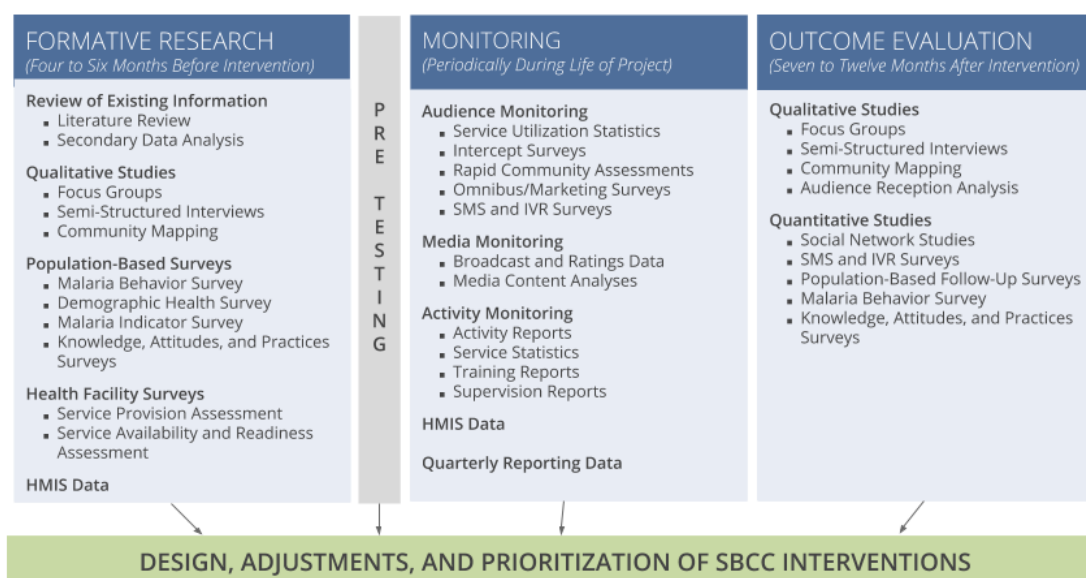 FORMATIVE RESEARCH
(Four to Six Months Before Intervention)
Review of Existing Information
▪ Literature Review
▪ Secondary Data Analysis
Qualitative Studies
▪ Focus Groups
▪ Semi-Structured Interviews
▪ Community Mapping
Population-Based Surveys
▪ Malaria Behavior Survey
▪ Demographic Health Survey
▪ Malaria Indicator Survey
▪ Knowledge, Attitudes, and Practices
Surveys
Health Facility Surveys
▪ Service Provision Assessment
▪ Service Availability and Readiness
Assessment
HMIS Data
PRE TESTING
MONITORING
(Periodically During Life of Project)
Audience Monitoring
▪ Service Utilization Statistics
▪ Intercept Surveys
▪ Rapid Community Assessments
▪ Omnibus/Marketing Surveys
▪ SMS and IVR Surveys
Media Monitoring
▪ Broadcast and Ratings Data
▪ Media Content Analyses
Activity Monitoring
▪ Activity Reports
▪ Service Statistics
▪ Training Reports
▪ Supervision Reports
HMIS Data
Quarterly Reporting Data
OUTCOME EVALUATION
(Seven to Twelve Months After Intervention)
Qualitative Studies
▪ Focus Groups
▪ Semi-Structured Interviews
▪ Community Mapping
▪ Audience Reception Analysis
Quantitative Studies
▪ Social Network Studies
▪ SMS and IVR Surveys
▪ Population-Based Follow-Up Surveys
▪ Malaria Behavior Survey
▪ Knowledge, Attitudes, and Practices
Surveys
DESIGN, ADJUSTMENTS, AND PRIORITIZATION OF SBCC INTERVENTIONS